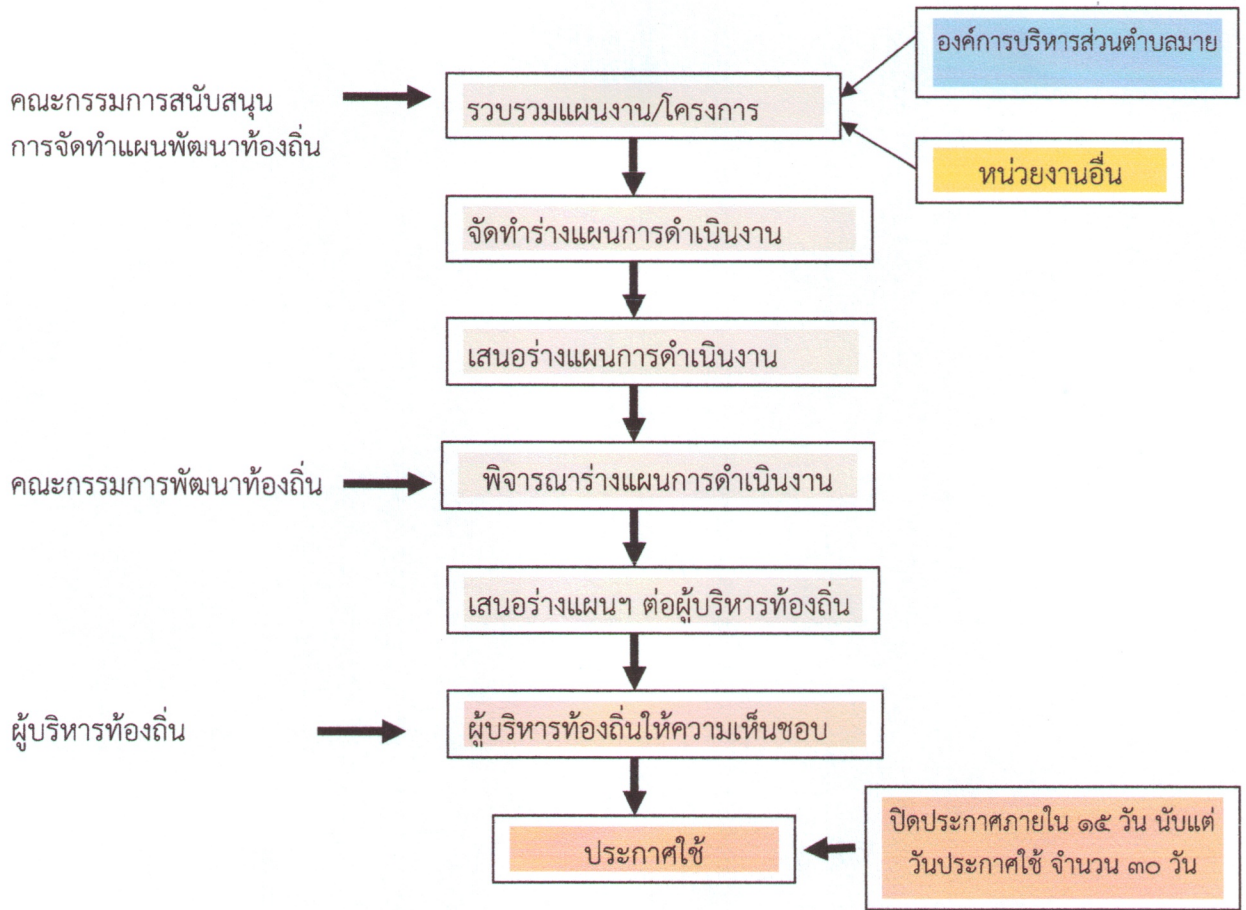 องค์การบริหารส่วนตำบลมาย
คณะกรรมการสนับสนุน
การจัดทำแผนพัฒนาท้องถิ่น
รวบรวมแผนงาน/โครงการ
หน่วยงานอื่น
จัดทำร่างแผนการดำเนินงาน
เสนอร่างแผนการดำเนินงาน
คณะกรรมการพัฒนาท้องถิ่น
พิจารณาร่างแผนการดำเนินงาน
เสนอร่างแผนฯ ต่อผู้บริหารท้องถิ่น
ผู้บริหารท้องถิ่น
ผู้บริหารท้องถิ่นให้ความเห็นชอบ
ประกาศใช้
ปิดประกาศภายใน ๑๕ วัน นับแต่
วันประกาศใช้ จำนวน ๓๐ วัน